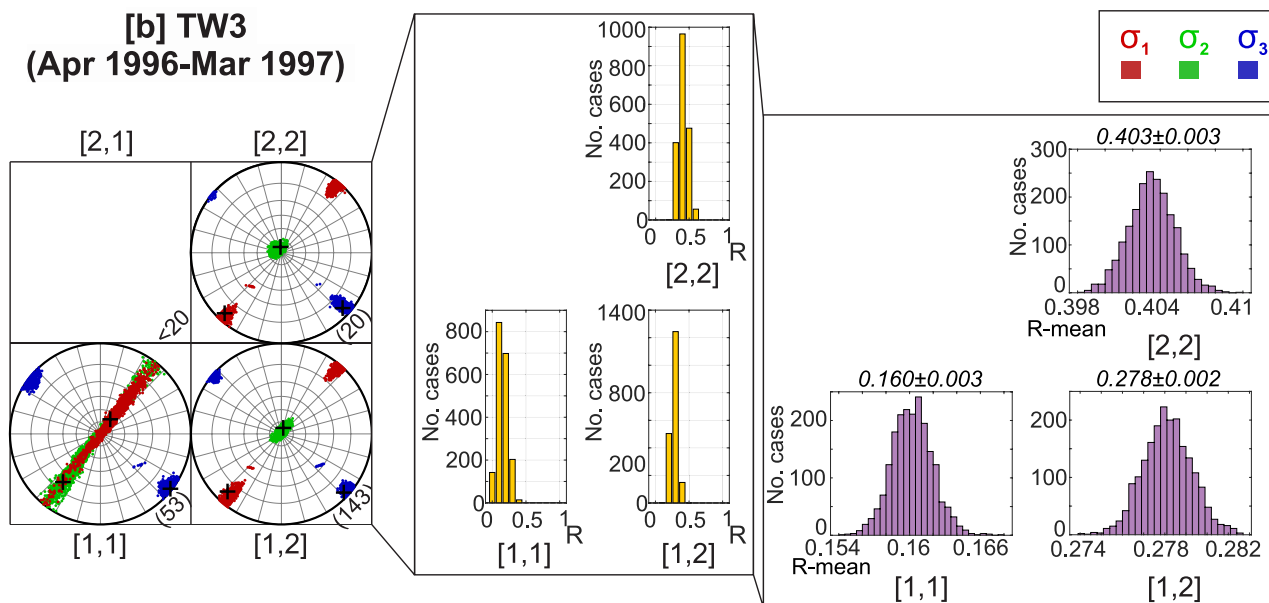 [b] TW3
(Apr 1996-Mar 1997)
σ1 σ2 σ3
[2,1] [2,2]
<20 (20)
(53) (143)
[1,1] [1,2]
No. cases
1000
800
600
400
200
0
0 0.5 1
R
[2,2]
No. cases
800
600
400
200
0
0 0.5 1
R
[1,1]
No. cases
1400
1000
600
200
0
0 0.5 1
R
[1,2]
0.403±0.003
No. cases
300
200
100
0
0.398 0.404 0.41
R-mean
[2,2]
0.160±0.003
No. cases
200
100
0
0.154 0.16 0.166
R-mean
[1,1]
0.278±0.002
200
100
0
0.274 0.278 0.282
[1,2]